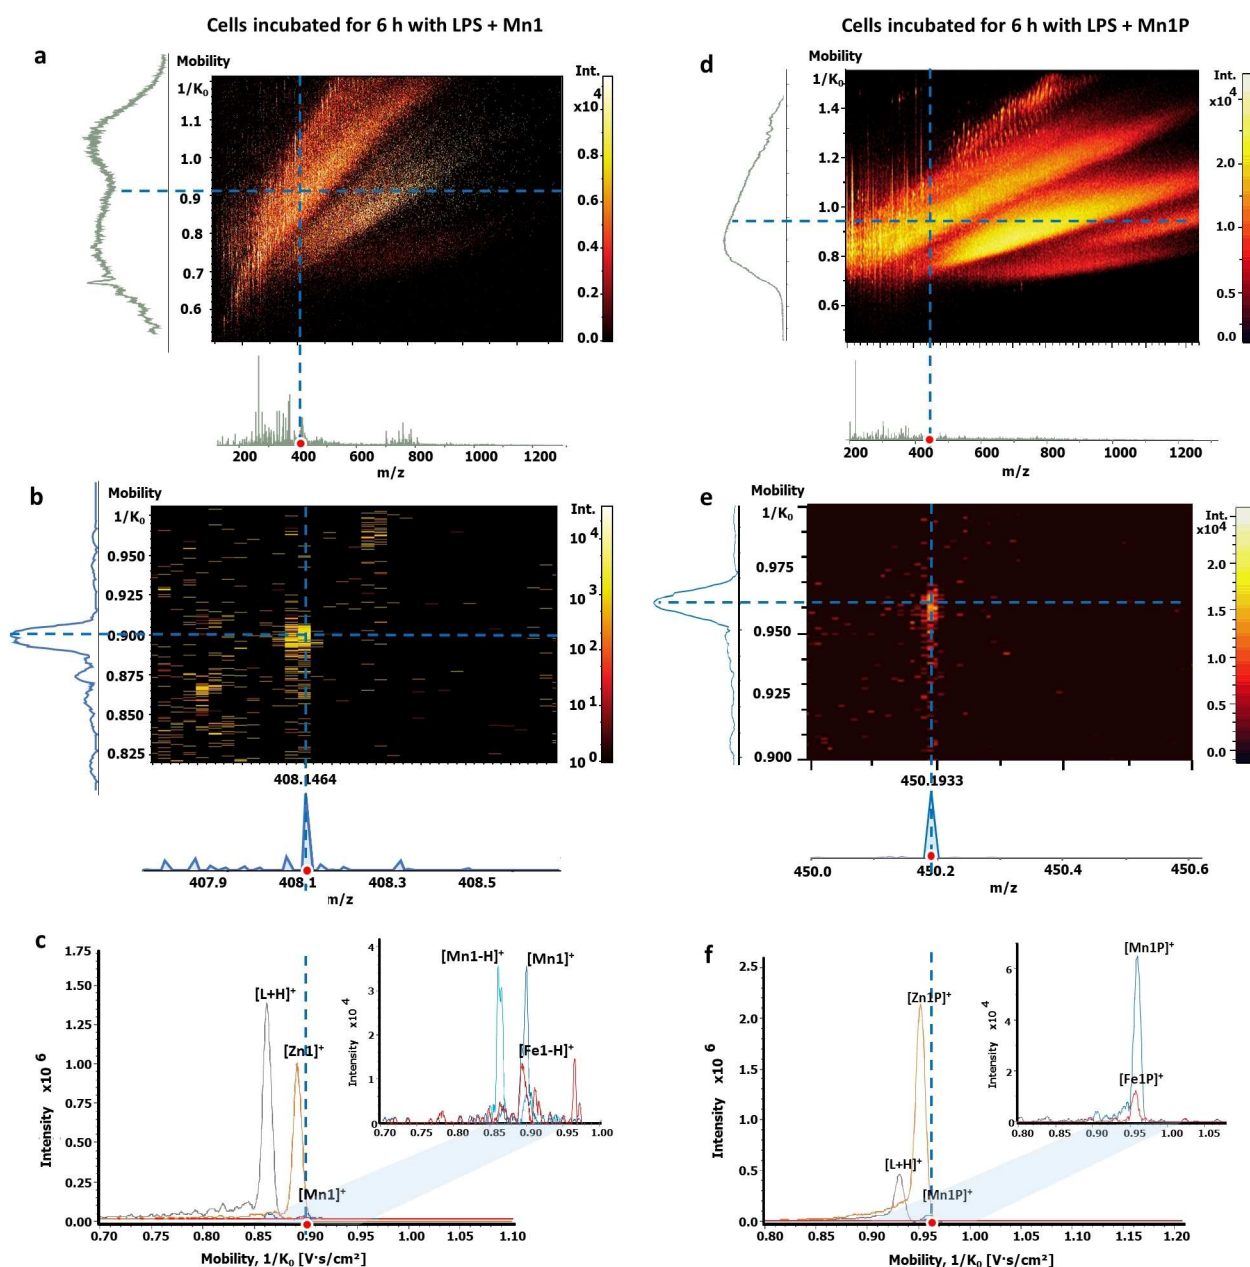 Cells incubated for 6 h with LPS + Mn1
a
Mobility
1/K0
1.1
1.0
0.9
0.8
0.7
0.6
Int.
4
x10
0.8
0.6
0.4
0.2
0.0
200 400 600 800 1000 1200
m/z
b
Mobility
1/K0
0.950
0.925
0.900
0.875
0.850
0.825
Int.
10 4
10 3
10 2
10 1
10 0
408.1464
407.9 408.1 408.3 408.5
m/z
c
1.75
1.50
1.25
1.00
0.75
0.50
0.25
0.00
Intensity x10 6
[L+H]+
[Zn1]+
[Mn1]+
0.70 0.75 0.80 0.85 0.90 0.95 1.00 1.05 1.10
Mobility, 1/K0 [V·s/cm²]
4
3
2
1
0
Intensity x10 -4
[Mn1-H]+ [Mn1]+
[Fe1-H]+
0.70 0.75 0.80 0.85 0.90 0.95 1.00
Cells incubated for 6 h with LPS + Mn1P
d
Mobility
1/K0
1.4
1.2
1.0
0.8
0.6
Int.
4
x10
2.0
1.0
0.5
0.0
200 400 600 800 1000 1200
m/z
e
Mobility
1/K0
0.975
0.950
0.925
0.900
Int.
x10 4
2.0
1.5
1.0
0.5
0.0
450.1933
450.0 450.2 450.4 450.6
m/z
f
2.5
2.0
1.5
1.0
0.5
0.0
Intensity x10 6
[Zn1P]+
[L+H]+
[Mn1P]+
0.80 0.85 0.90 0.95 1.00 1.05 1.10 1.15 1.20
Mobility, 1/K0 [V·s/cm²]
6
4
2
0
Intensity x10 -4
[Mn1P]+
[Fe1P]+
0.80 0.85 0.90 0.95 1.00 1.05